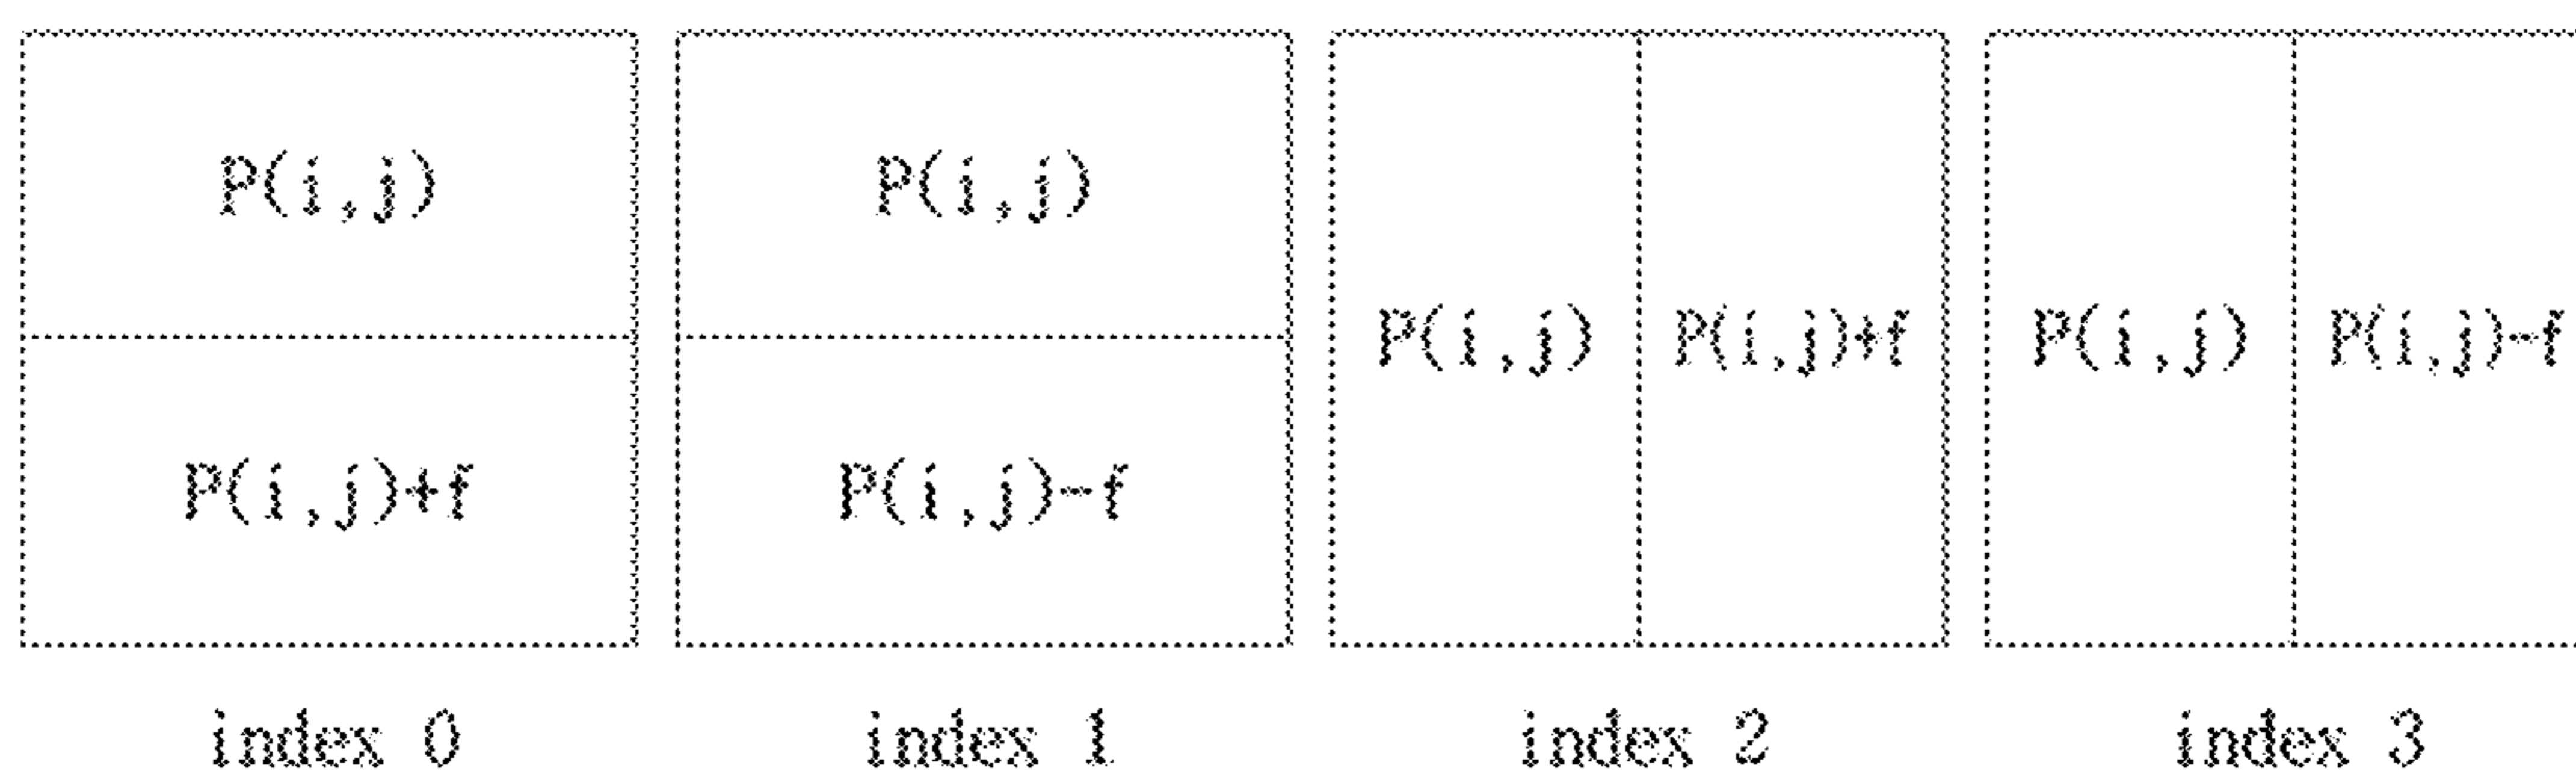 P(i,j)
P(i,j)+f
index 0
P(i,j)
P(i,j)-f
index 1
P(i,j)
P(i,j)+f
index 2
P(i,j)
P(i,j)-f
index 3